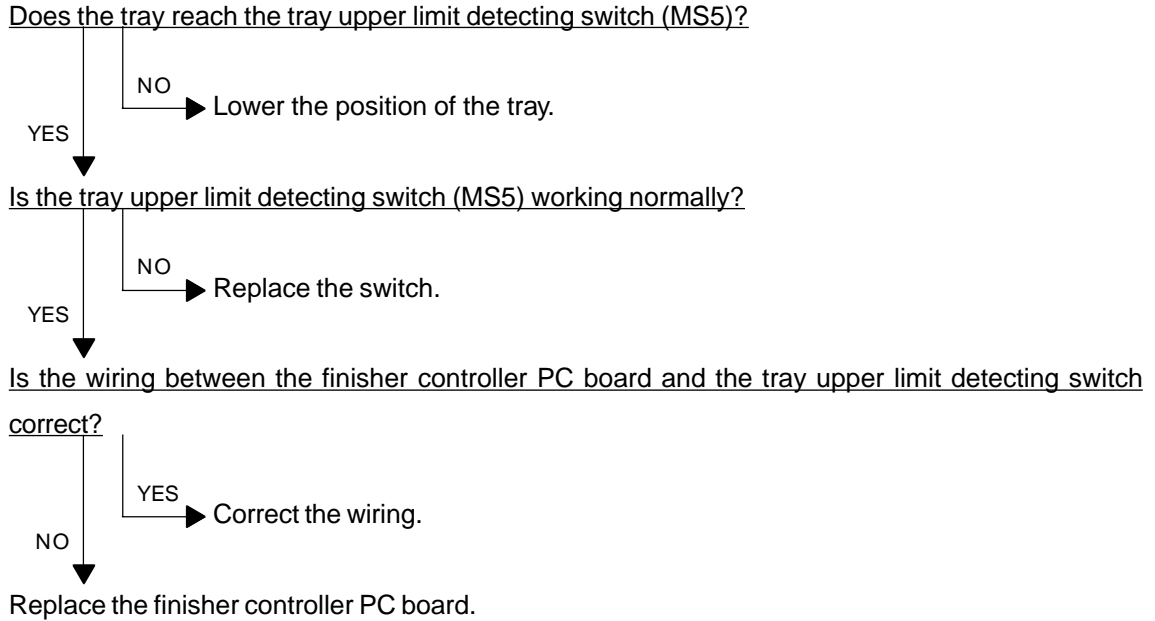 Does the tray reach the tray upper limit detecting switch (MS5)?
NO
Lower the position of the tray.
YES
Is the tray upper limit detecting switch (MS5) working normally?
NO
Replace the switch.
YES
Is the wiring between the finisher controller PC board and the tray upper limit detecting switch
correct?
YES
Correct the wiring.
NO
Replace the finisher controller PC board.